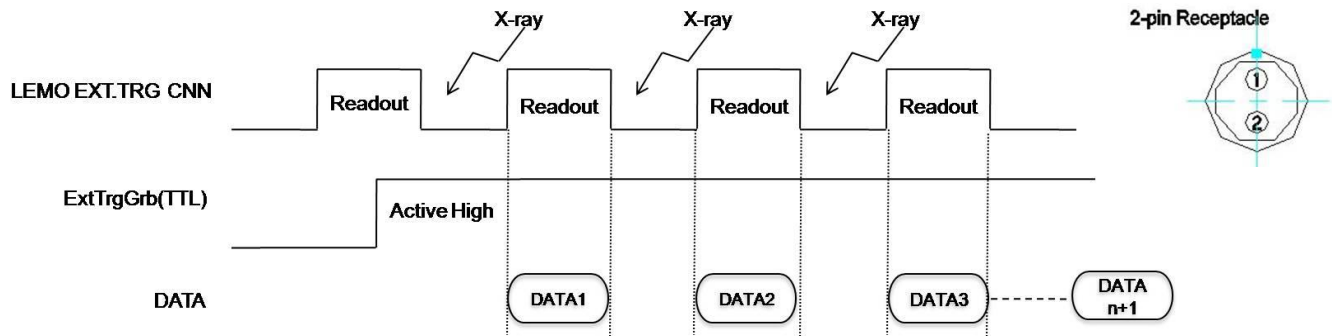 X-ray X-ray X-ray 2-pin Receptacle
LEMO EXT.TRG CNN Readout Readout Readout Readout
1
2
ExtTrgGrb(TTL)
Active High
DATA DATA1 DATA2 DATA3 DATA
n+1